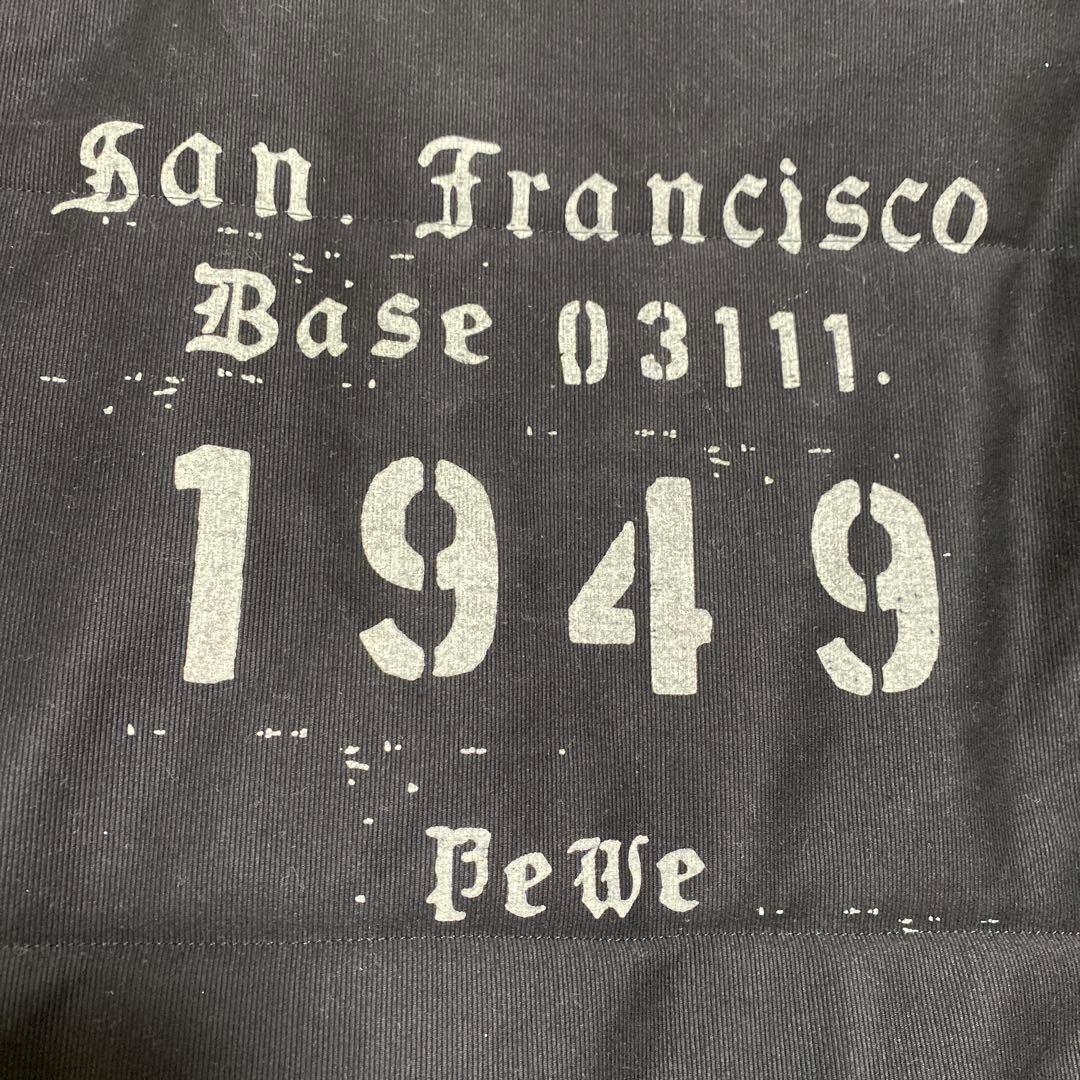 San. Francisco
Base 03111.
1949
PeWe